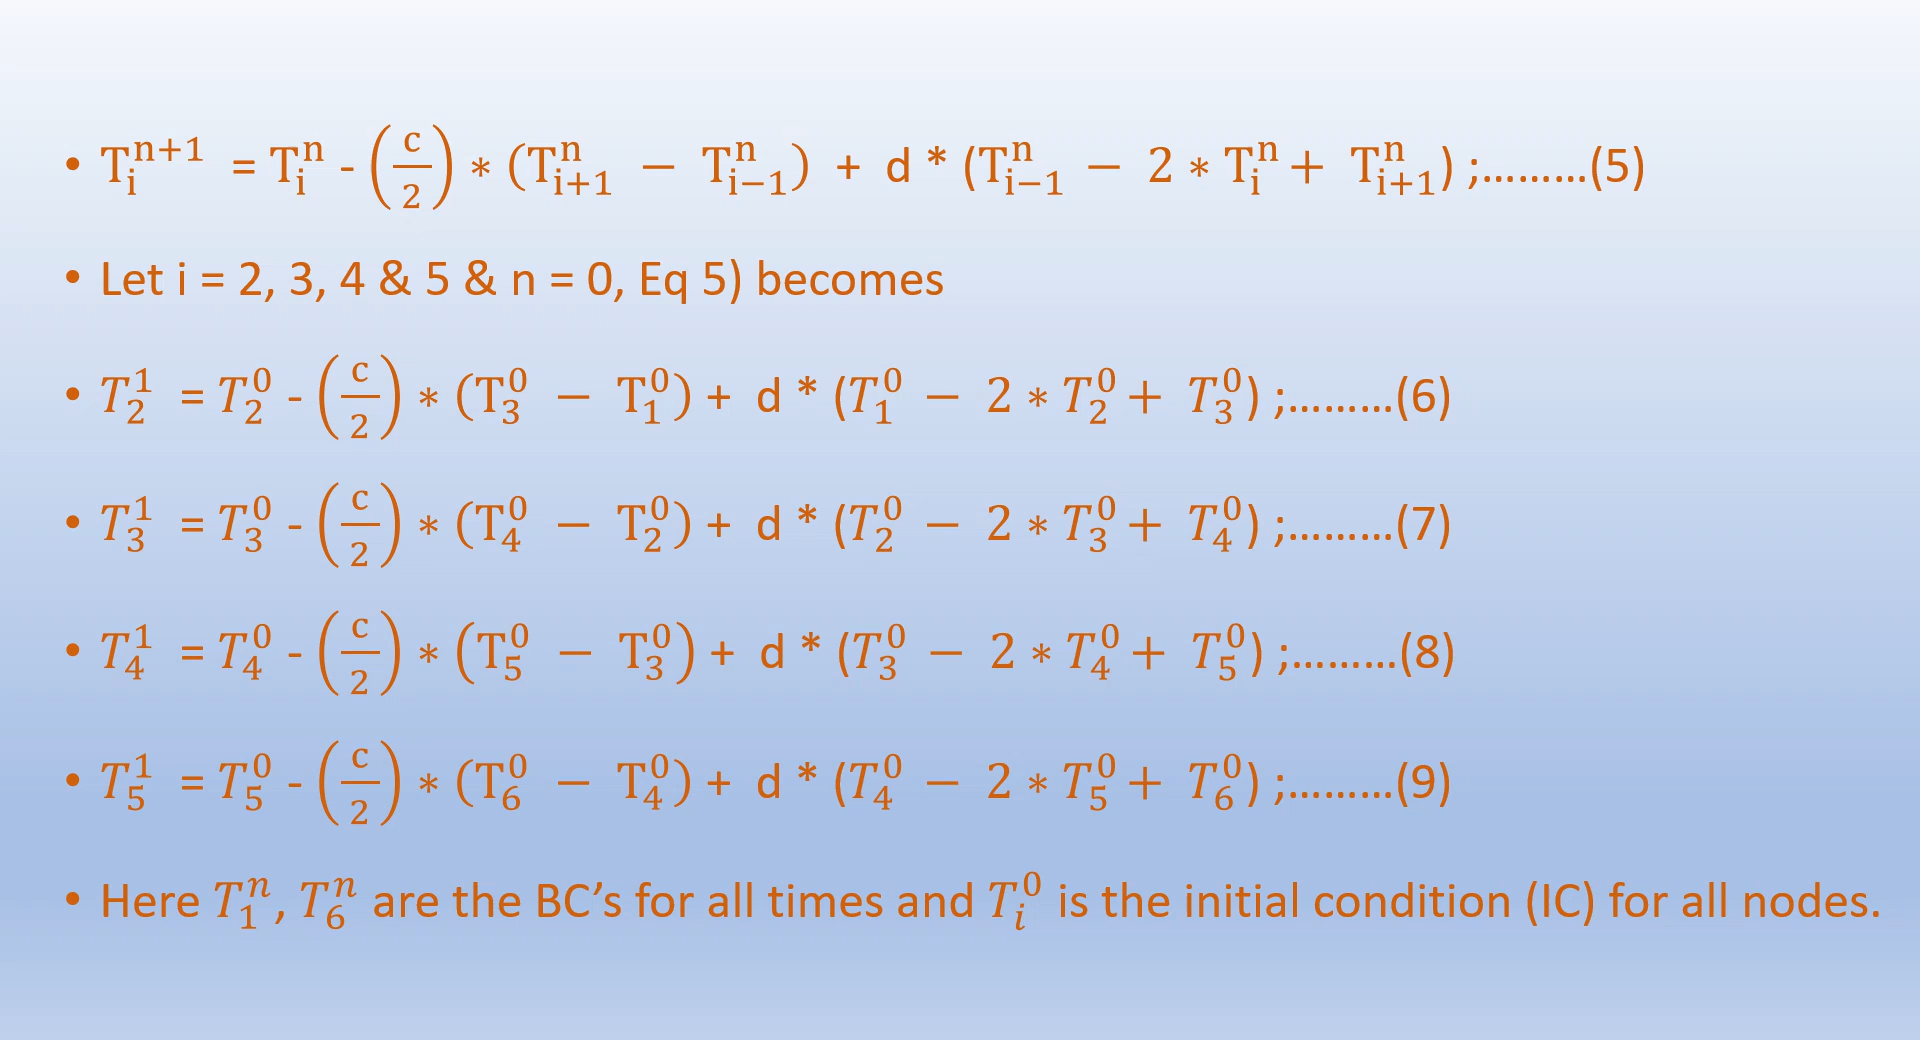 • T_i^{n+1} = T_i^n - (c/2) ∗ (T_{i+1}^n − T_{i−1}^n) + d * (T_{i−1}^n − 2 ∗ T_i^n + T_{i+1}^n) ;………(5)
• Let i = 2, 3, 4 & 5 & n = 0, Eq 5) becomes
• T_2^1 = T_2^0 - (c/2) ∗ (T_3^0 − T_1^0) + d * (T_1^0 − 2 ∗ T_2^0 + T_3^0) ;………(6)
• T_3^1 = T_3^0 - (c/2) ∗ (T_4^0 − T_2^0) + d * (T_2^0 − 2 ∗ T_3^0 + T_4^0) ;………(7)
• T_4^1 = T_4^0 - (c/2) ∗ (T_5^0 − T_3^0) + d * (T_3^0 − 2 ∗ T_4^0 + T_5^0) ;………(8)
• T_5^1 = T_5^0 - (c/2) ∗ (T_6^0 − T_4^0) + d * (T_4^0 − 2 ∗ T_5^0 + T_6^0) ;………(9)
• Here T_1^n, T_6^n are the BC’s for all times and T_i^0 is the initial condition (IC) for all nodes.